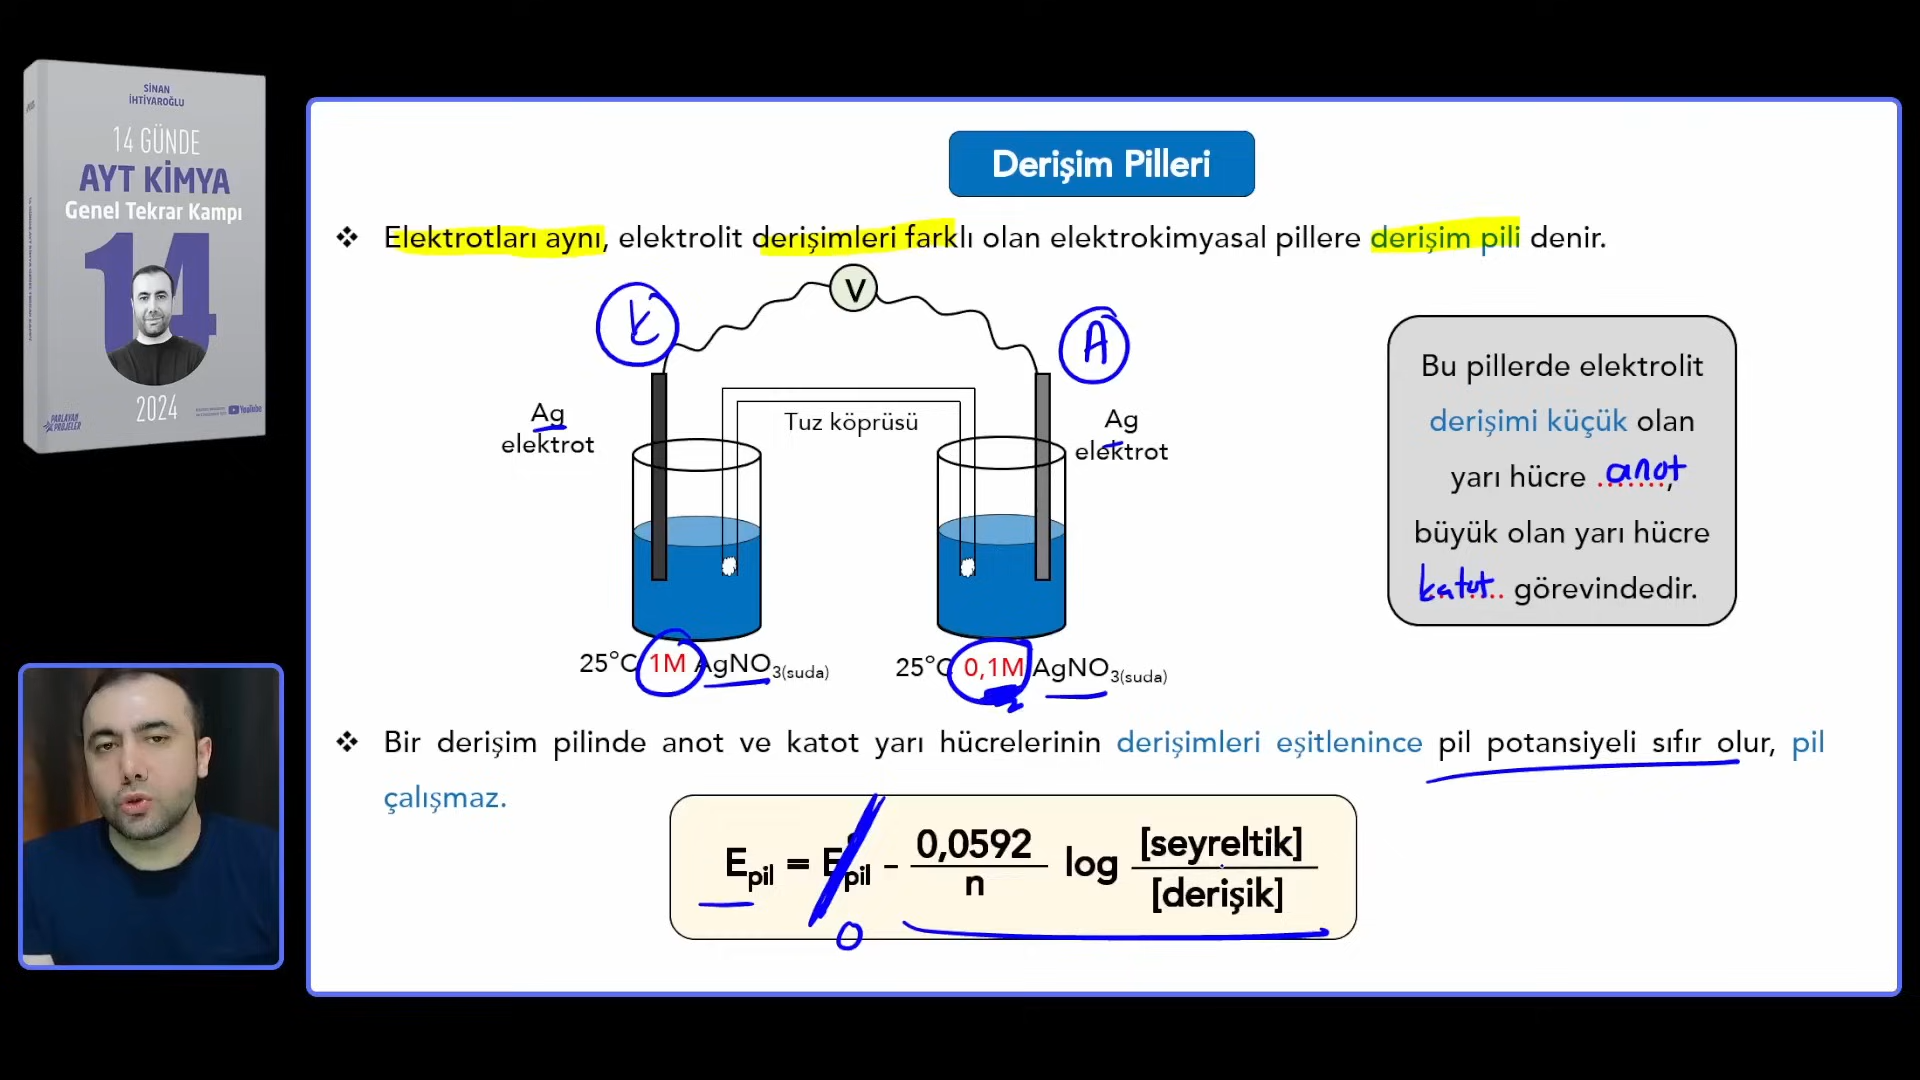 SİNAN
İHTİYAROĞLU
14 GÜNDE
AYT KİMYA
Genel Tekrar Kampı
14
2024
PARLAYAN
PROJELER
YouTube
Derişim Pilleri
❖ Elektrotları aynı, elektrolit derişimleri farklı olan elektrokimyasal pillere derişim pili denir.
V
K
A
Ag
elektrot
Tuz köprüsü
Ag
elektrot
25°C 1M AgNO3(suda)
25°C 0,1M AgNO3(suda)
Bu pillerde elektrolit
derişimi küçük olan
yarı hücre anot,
büyük olan yarı hücre
katot.. görevindedir.
❖ Bir derişim pilinde anot ve katot yarı hücrelerinin derişimleri eşitlenince pil potansiyeli sıfır olur, pil
çalışmaz.
Epil = E°pil - 0,0592/n log [seyreltik]/[derişik]
0